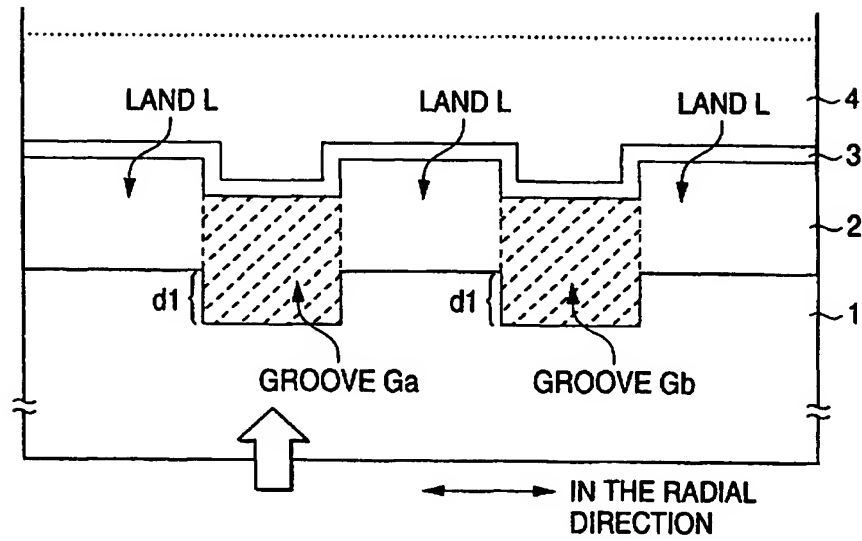 LAND L
LAND L
LAND L
4
3
2
d1
d1
1
GROOVE Ga
GROOVE Gb
IN THE RADIAL
DIRECTION